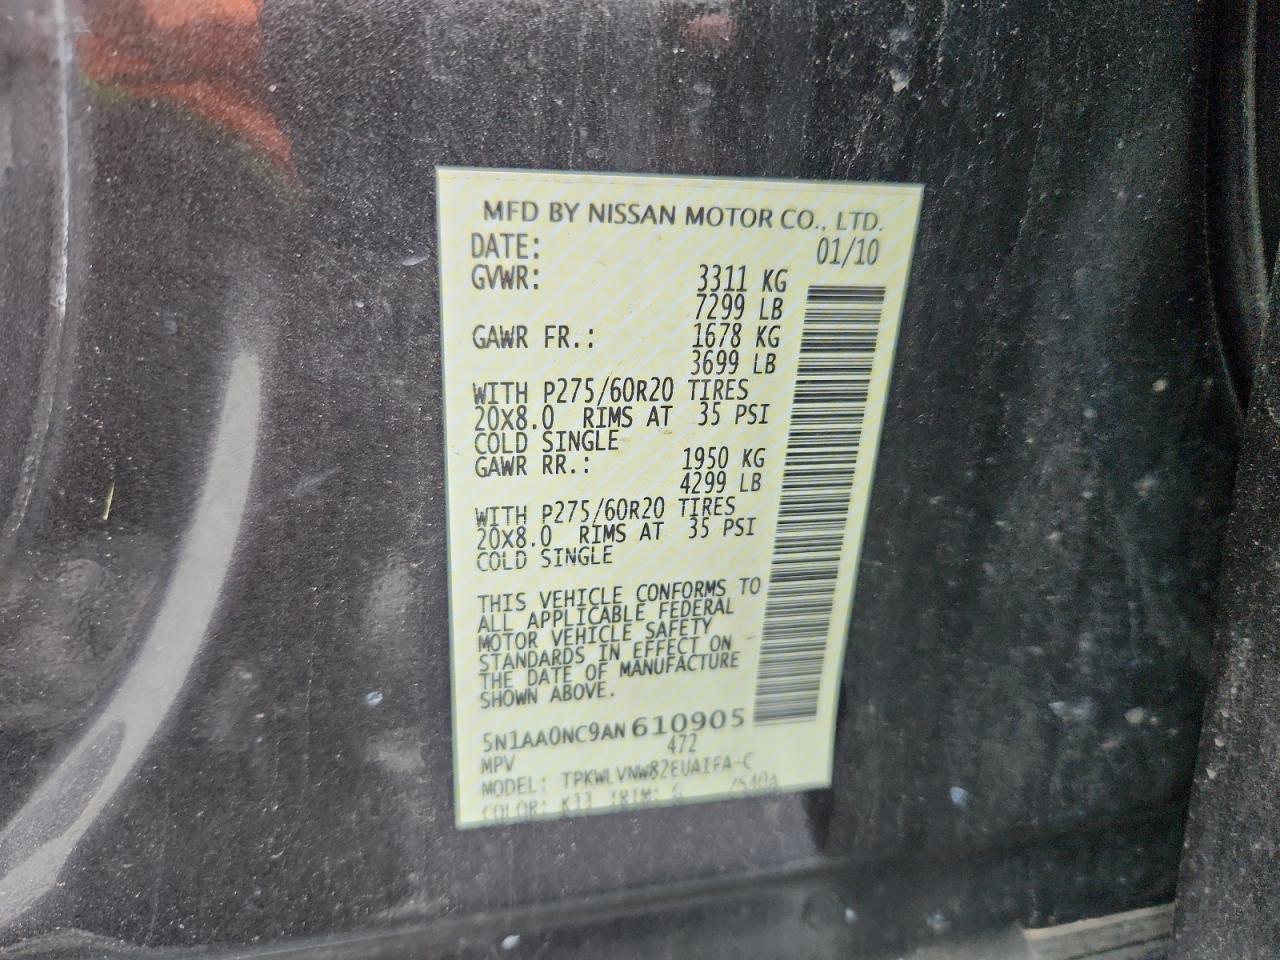 MFD BY NISSAN MOTOR CO., LTD.
DATE: 01/10
GVWR: 3311 KG
7299 LB
GAWR FR.: 1678 KG
3699 LB
WITH P275/60R20 TIRES
20X8.0 RIMS AT 35 PSI
COLD SINGLE
GAWR RR.: 1950 KG
4299 LB
WITH P275/60R20 TIRES
20X8.0 RIMS AT 35 PSI
COLD SINGLE
THIS VEHICLE CONFORMS TO
ALL APPLICABLE FEDERAL
MOTOR VEHICLE SAFETY
STANDARDS IN EFFECT ON
THE DATE OF MANUFACTURE
SHOWN ABOVE.
5N1AA0NC9AN610905
MPV 472
MODEL: TPKWLVNW82EUAIFA-C
COLOR: K11 TRIM: G